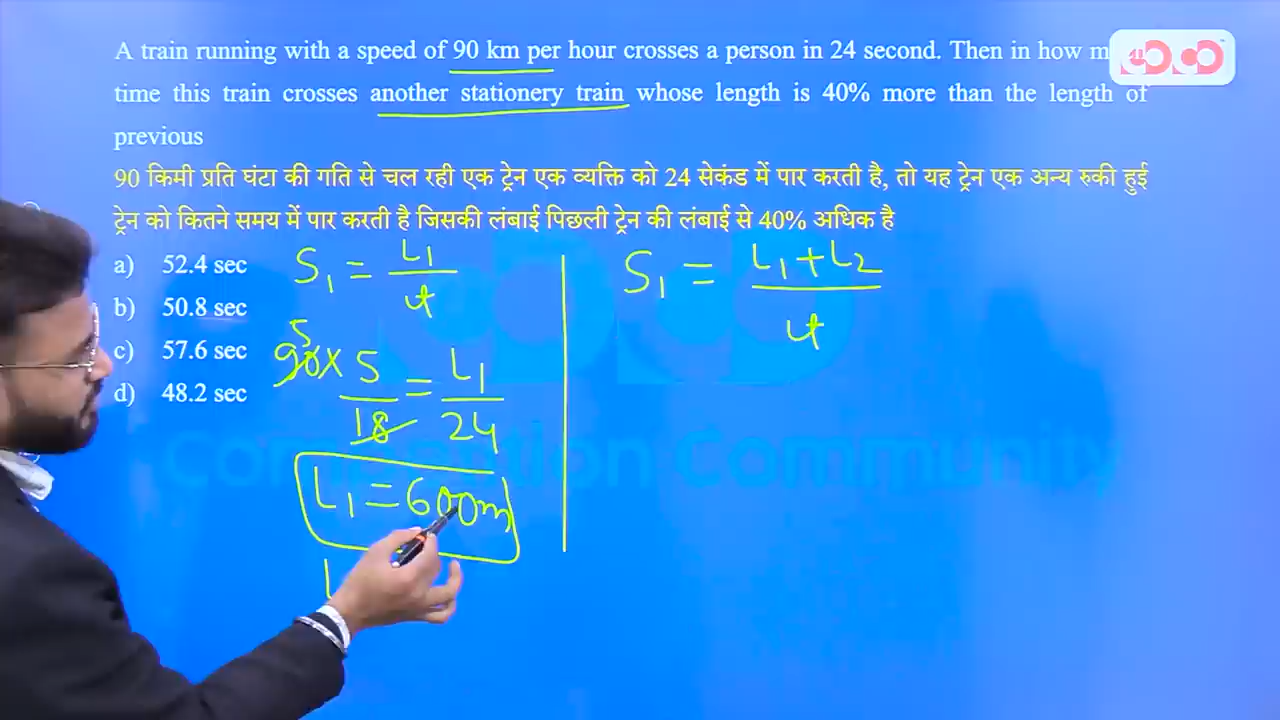 A train running with a speed of 90 km per hour crosses a person in 24 second. Then in how m
time this train crosses another stationery train whose length is 40% more than the length of
previous
90 किमी प्रति घंटा की गति से चल रही एक ट्रेन एक व्यक्ति को 24 सेकंड में पार करती है, तो यह ट्रेन एक अन्य रुकी हुई
ट्रेन को कितने समय में पार करती है जिसकी लंबाई पिछली ट्रेन की लंबाई से 40% अधिक है
a) 52.4 sec
b) 50.8 sec
c) 57.6 sec
d) 48.2 sec
S₁ = L₁/t
90 5 × 5/18 = L₁/24
L₁ = 600m
L
S₁ = L₁+L₂/t
Community